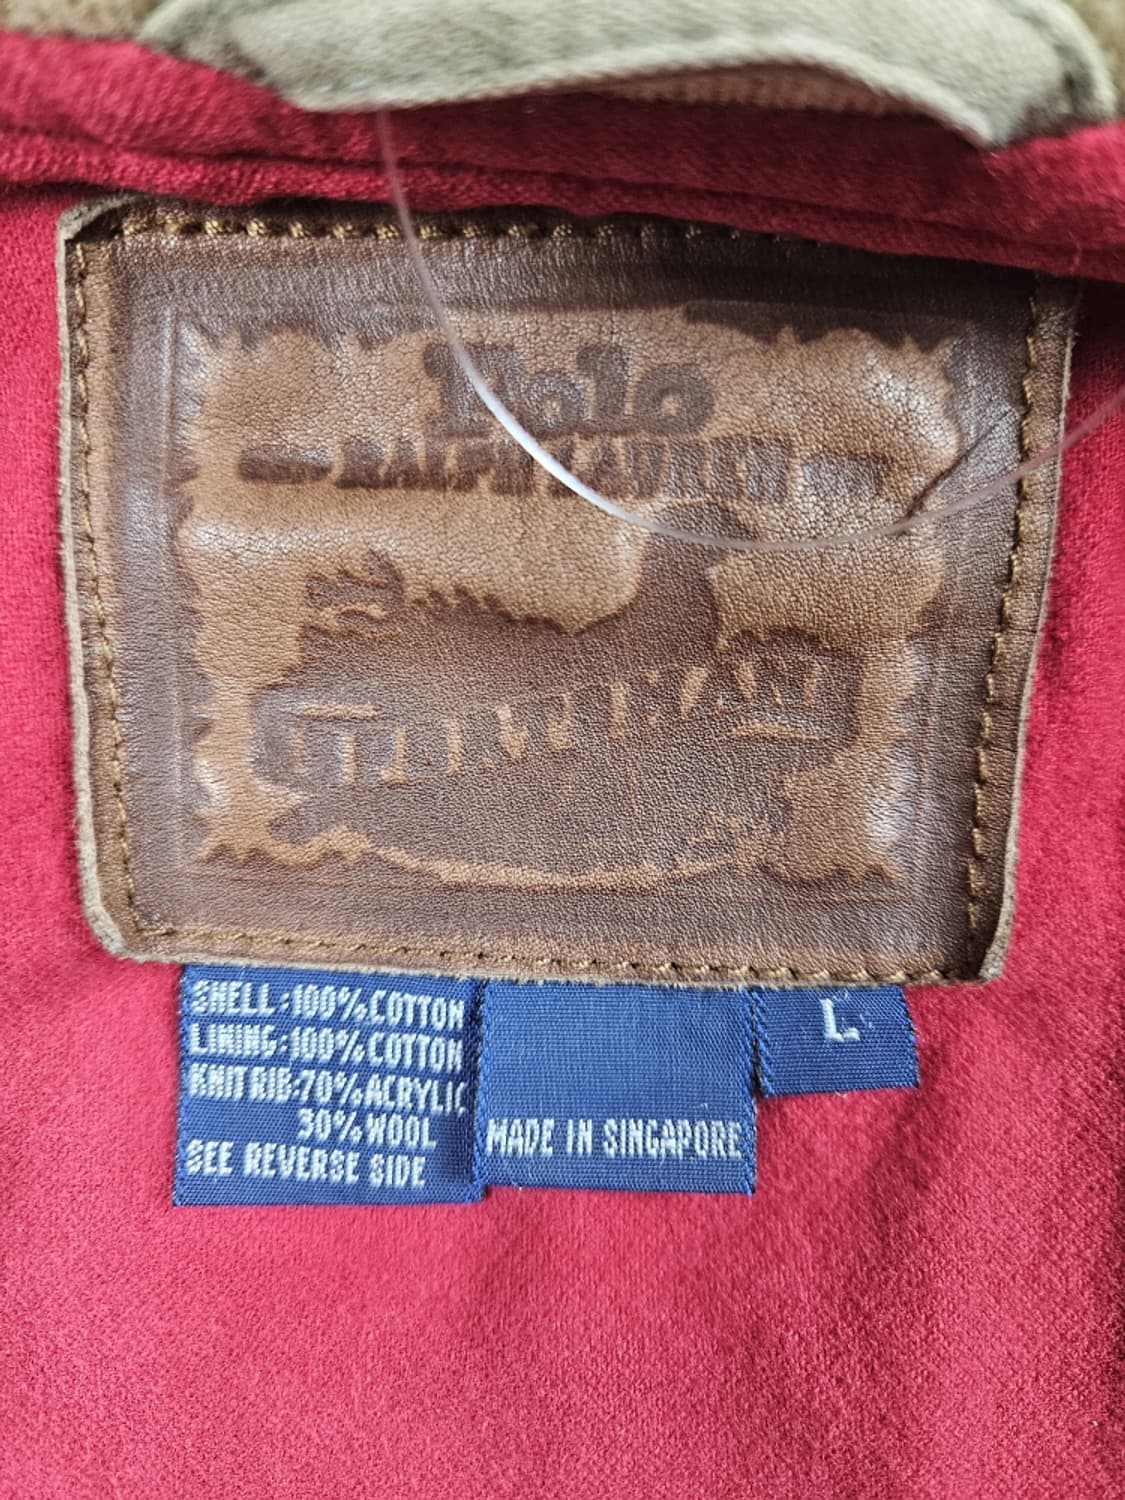 Polo
RALPH LAUREN
SHELL:100%COTTON
LINING:100%COTTON
KNIT RIB:70%ACRYLIC
30%WOOL
SEE REVERSE SIDE
MADE IN SINGAPORE
L